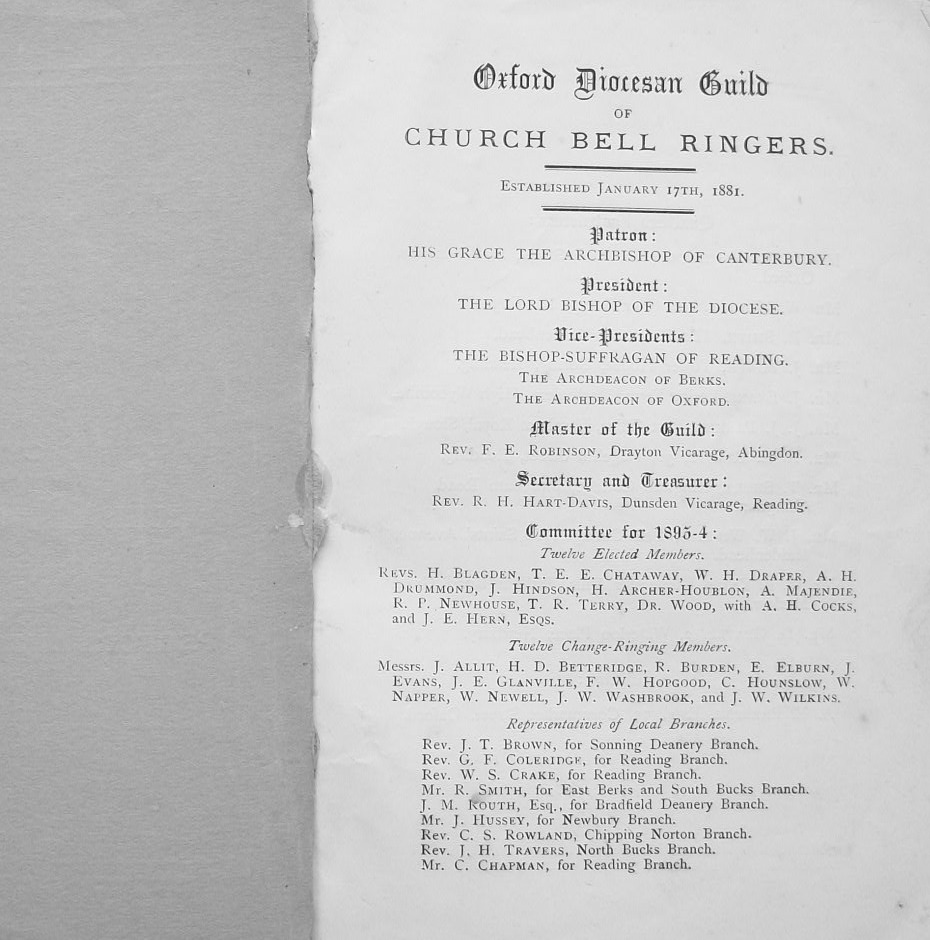 Oxford Diocesan Guild
OF
CHURCH BELL RINGERS.
ESTABLISHED JANUARY 17TH, 1881.
Patron:
HIS GRACE THE ARCHBISHOP OF CANTERBURY.
President:
THE LORD BISHOP OF THE DIOCESE.
Vice-Presidents:
THE BISHOP-SUFFRAGAN OF READING.
THE ARCHDEACON OF BERKS.
THE ARCHDEACON OF OXFORD.
Master of the Guild:
REV. F. E. ROBINSON, Drayton Vicarage, Abingdon.
Secretary and Treasurer:
REV. R. H. HART-DAVIS, Dunsden Vicarage, Reading.
Committee for 1893-4:
Twelve Elected Members.
REVS. H. BLAGDEN, T. E. E. CHATAWAY, W. H. DRAPER, A. H.
DRUMMOND, J. HINDSON, H. ARCHER-HOUBLON, A. MAJENDIE,
R. P. NEWHOUSE, T. R. TERRY, DR. WOOD, with A. H. COCKS,
and J. E. HERN, ESQS.
Twelve Change-Ringing Members.
Messrs. J. ALLIT, H. D. BETTERIDGE, R. BURDEN, E. ELBURN, J.
EVANS, J. E. GLANVILLE, F. W. HOPGOOD, C. HOUNSLOW, W.
NAPPER, W. NEWELL, J. W. WASHBROOK, and J. W. WILKINS.
Representatives of Local Branches.
Rev. J. T. BROWN, for Sonning Deanery Branch.
Rev. G. F. COLERIDGE, for Reading Branch.
Rev. W. S. CRAKE, for Reading Branch.
Mr. R. SMITH, for East Berks and South Bucks Branch.
J. M. ROUTH, Esq., for Bradfield Deanery Branch.
Mr. J. HUSSEY, for Newbury Branch.
Rev. C. S. ROWLAND, Chipping Norton Branch.
Rev. J. H. TRAVERS, North Bucks Branch.
Mr. C. CHAPMAN, for Reading Branch.